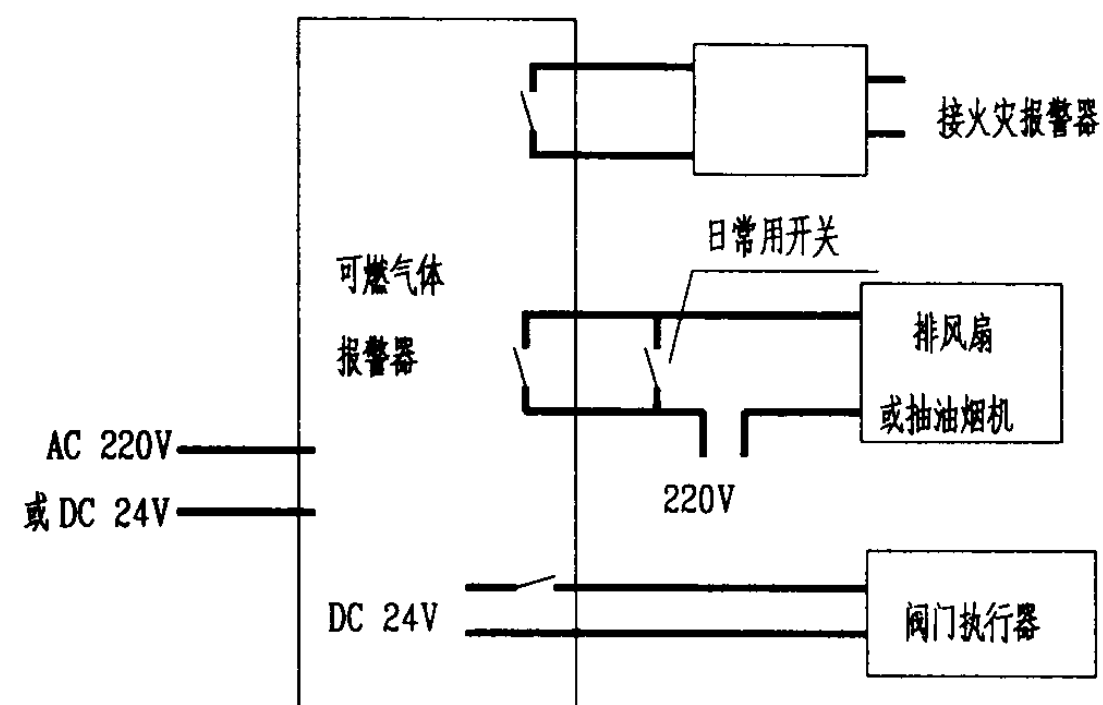 接火灾报警器
日常用开关
可燃气体
报警器
排风扇
或抽油烟机
AC 220V
或DC 24V
220V
DC 24V
阀门执行器